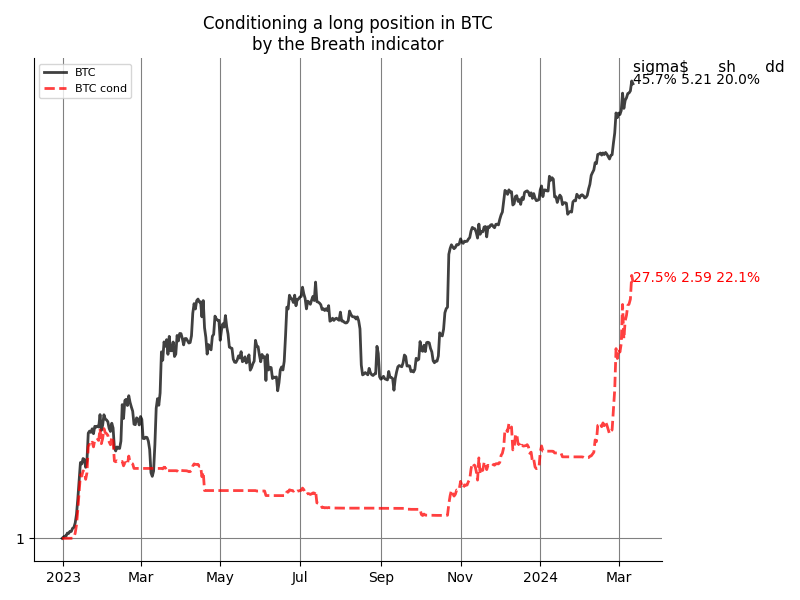 Conditioning a long position in BTC
by the Breath indicator
BTC
BTC cond
sigma$ sh dd
45.7% 5.21 20.0%
27.5% 2.59 22.1%
1
2023 Mar May Jul Sep Nov 2024 Mar